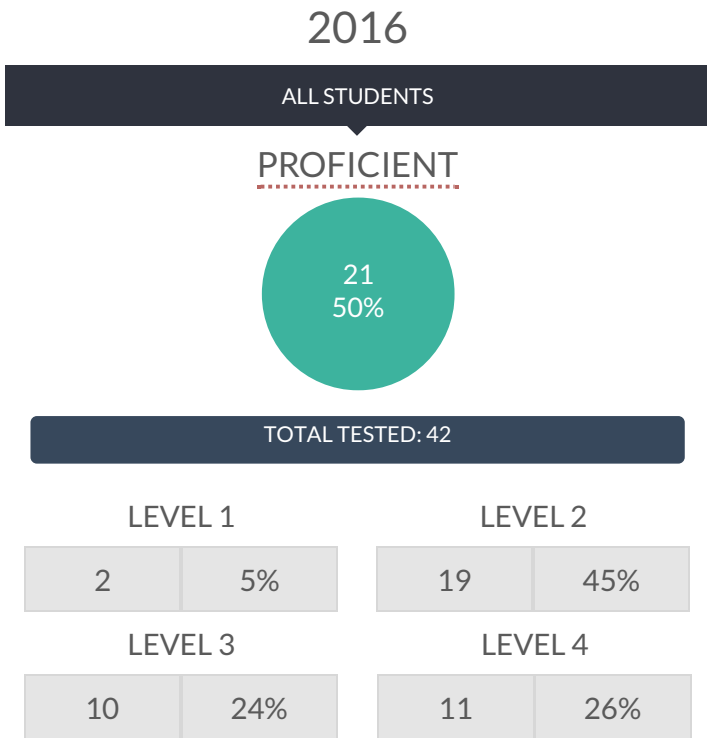 2016
ALL STUDENTS
PROFICIENT
21
50%
TOTAL TESTED: 42
LEVEL 1 LEVEL 2
2 5% 19 45%
LEVEL 3 LEVEL 4
10 24% 11 26%